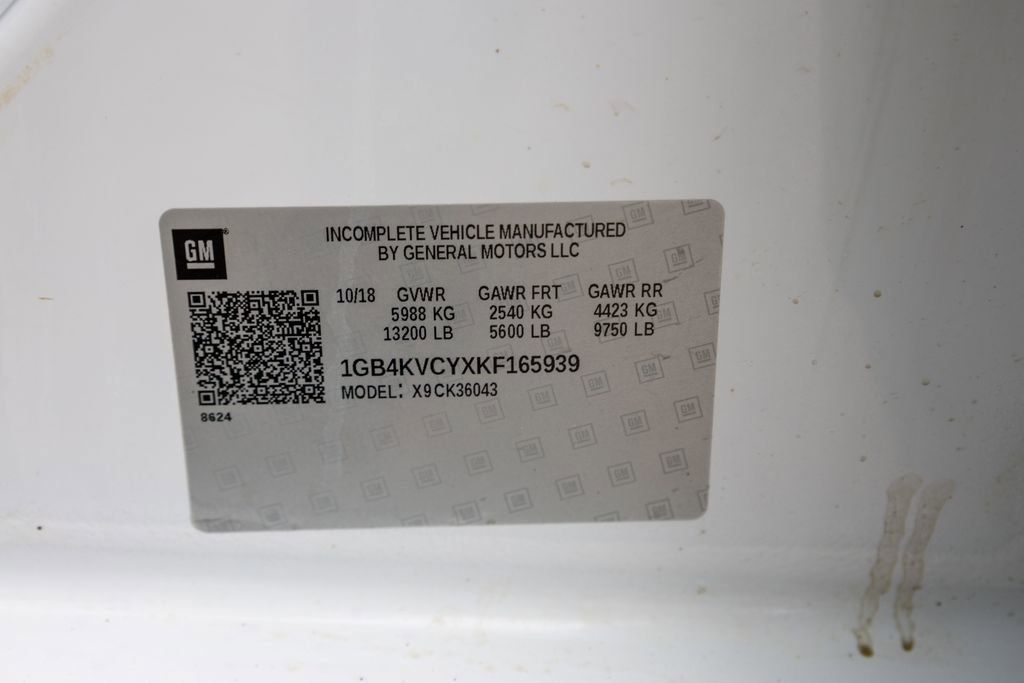 INCOMPLETE VEHICLE MANUFACTURED
BY GENERAL MOTORS LLC
GM
10/18 GVWR GAWR FRT GAWR RR
5988 KG 2540 KG 4423 KG
13200 LB 5600 LB 9750 LB
1GB4KVCYXKF165939
MODEL: X9CK36043
8624